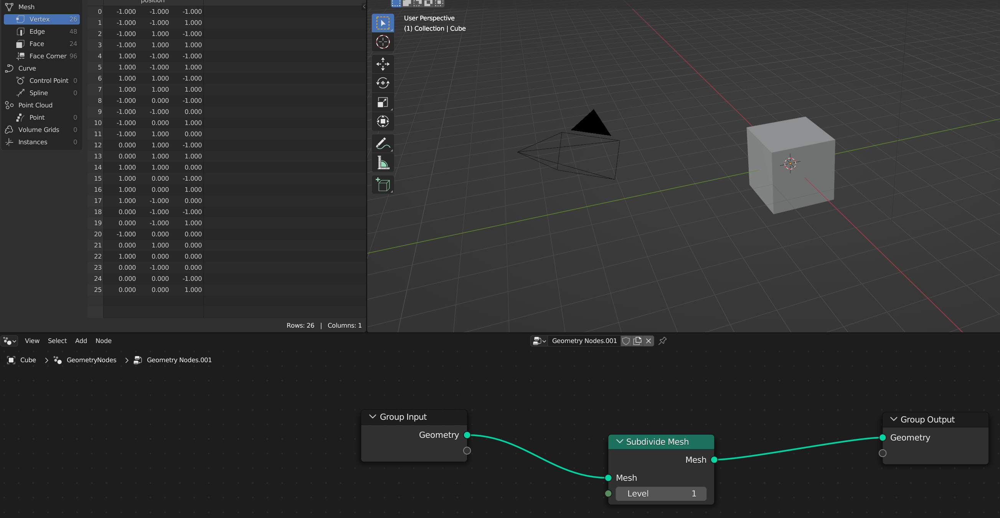 position
Mesh
Vertex 26
Edge 48
Face 24
Face Corner 96
Curve
Control Point 0
Spline 0
Point Cloud
Point 0
Volume Grids 0
Instances 0
0 -1.000 -1.000 -1.000
1 -1.000 -1.000 1.000
2 -1.000 1.000 -1.000
3 -1.000 1.000 1.000
4 1.000 -1.000 -1.000
5 1.000 -1.000 1.000
6 1.000 1.000 -1.000
7 1.000 1.000 1.000
8 -1.000 0.000 -1.000
9 -1.000 -1.000 0.000
10 -1.000 0.000 1.000
11 -1.000 1.000 0.000
12 0.000 1.000 -1.000
13 0.000 1.000 1.000
14 1.000 1.000 0.000
15 1.000 0.000 -1.000
16 1.000 0.000 1.000
17 1.000 -1.000 0.000
18 0.000 -1.000 -1.000
19 0.000 -1.000 1.000
20 -1.000 0.000 0.000
21 0.000 1.000 0.000
22 1.000 0.000 0.000
23 0.000 -1.000 0.000
24 0.000 0.000 -1.000
25 0.000 0.000 1.000
Rows: 26 | Columns: 1
User Perspective
(1) Collection | Cube
View Select Add Node
Geometry Nodes.001
Cube > GeometryNodes > Geometry Nodes.001
Group Input
Geometry
Subdivide Mesh
Mesh
Mesh
Level 1
Group Output
Geometry